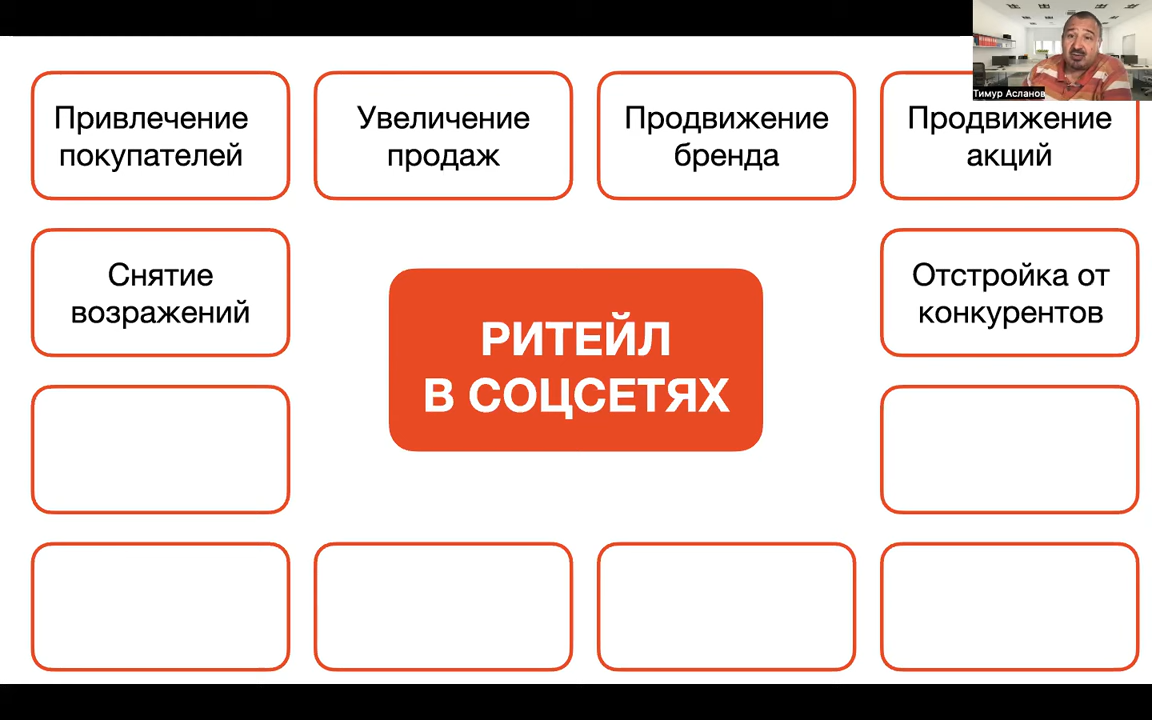 Тимур Асланов
Привлечение
покупателей
Увеличение
продаж
Продвижение
бренда
Продвижение
акций
Снятие
возражений
Отстройка от
конкурентов
РИТЕЙЛ
В СОЦСЕТЯХ